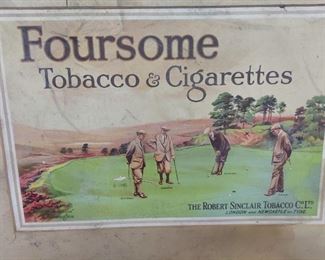 Foursome
Tobacco & Cigarettes
THE ROBERT SINCLAIR TOBACCO Cº Lᵀᴰ
LONDON and NEWCASTLE on TYNE